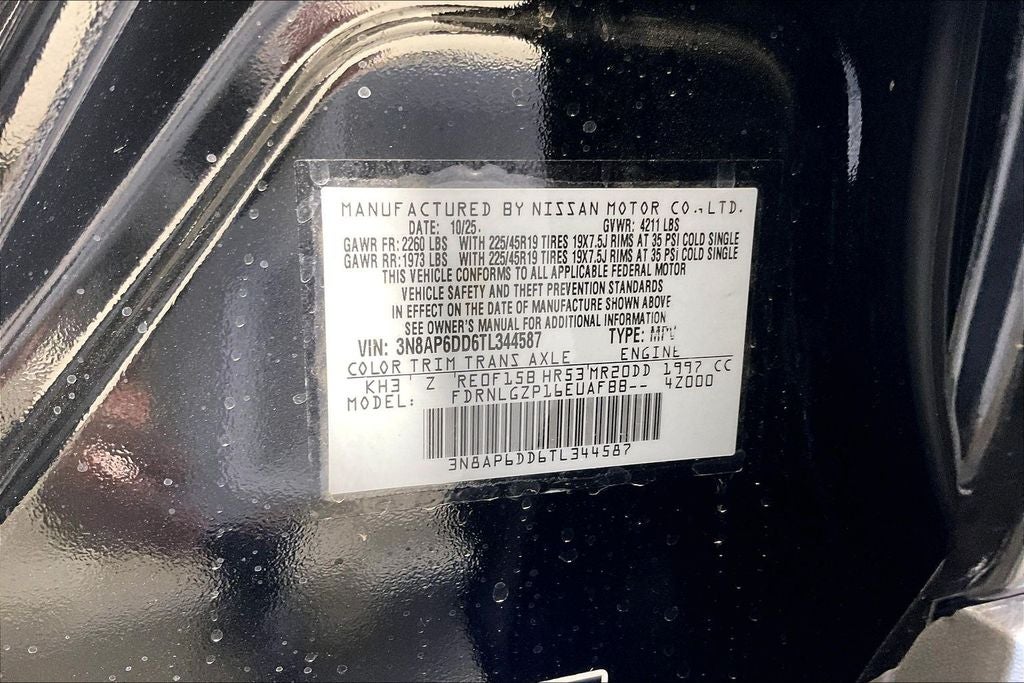 MANUFACTURED BY NISSAN MOTOR CO.,LTD.
DATE: 10/25. GVWR: 4211 LBS
GAWR FR: 2260 LBS WITH 225/45R19 TIRES 19X7.5J RIMS AT 35 PSI COLD SINGLE
GAWR RR: 1973 LBS WITH 225/45R19 TIRES 19X7.5J RIMS AT 35 PSI COLD SINGLE
THIS VEHICLE CONFORMS TO ALL APPLICABLE FEDERAL MOTOR
VEHICLE SAFETY AND THEFT PREVENTION STANDARDS
IN EFFECT ON THE DATE OF MANUFACTURE SHOWN ABOVE
SEE OWNER'S MANUAL FOR ADDITIONAL INFORMATION
VIN: 3N8AP6DD6TL344587 TYPE: MPV
COLOR TRIM TRANS AXLE ENGINE
KH3 Z RE0F15B HR53 MR20DD 1997 CC
MODEL: FDRNLGZP16EUAF8B-- 4Z000
3N8AP6DD6TL344587